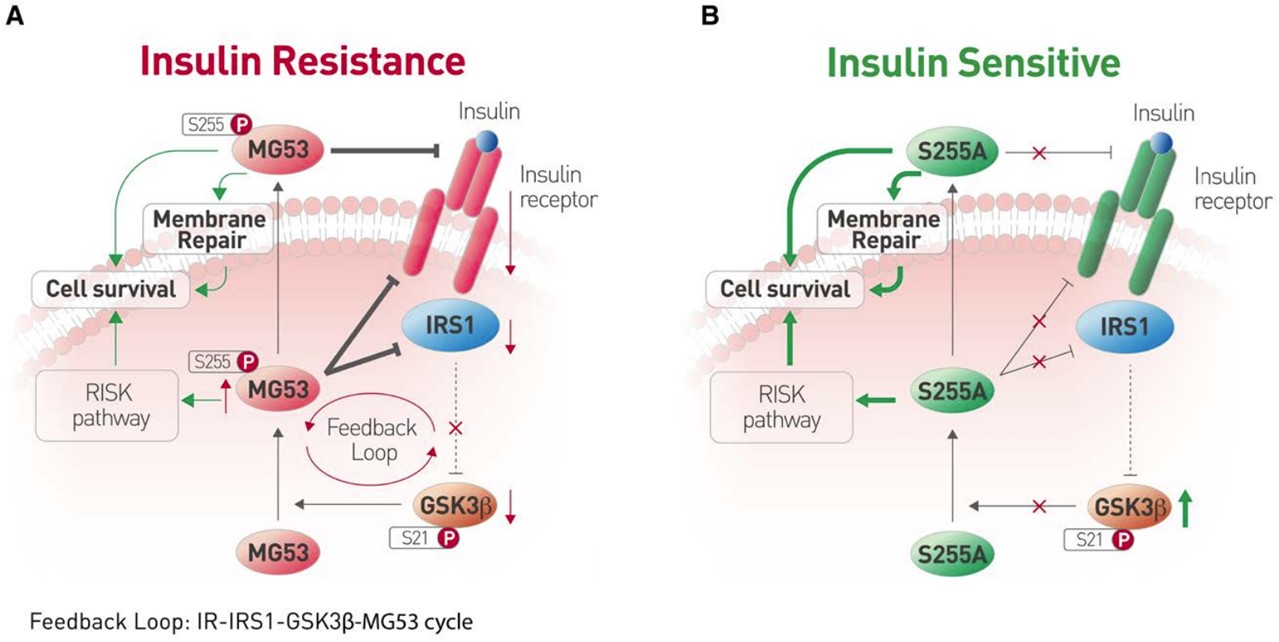 A
Insulin Resistance
S255 P
MG53
Insulin
Insulin
receptor
Membrane
Repair
Cell survival
IRS1
S255 P
MG53
RISK
pathway
Feedback
Loop
GSK3β
S21 P
MG53
Feedback Loop: IR-IRS1-GSK3β-MG53 cycle
B
Insulin Sensitive
S255A
Insulin
Insulin
receptor
Membrane
Repair
Cell survival
IRS1
S255A
RISK
pathway
GSK3β
S21 P
S255A